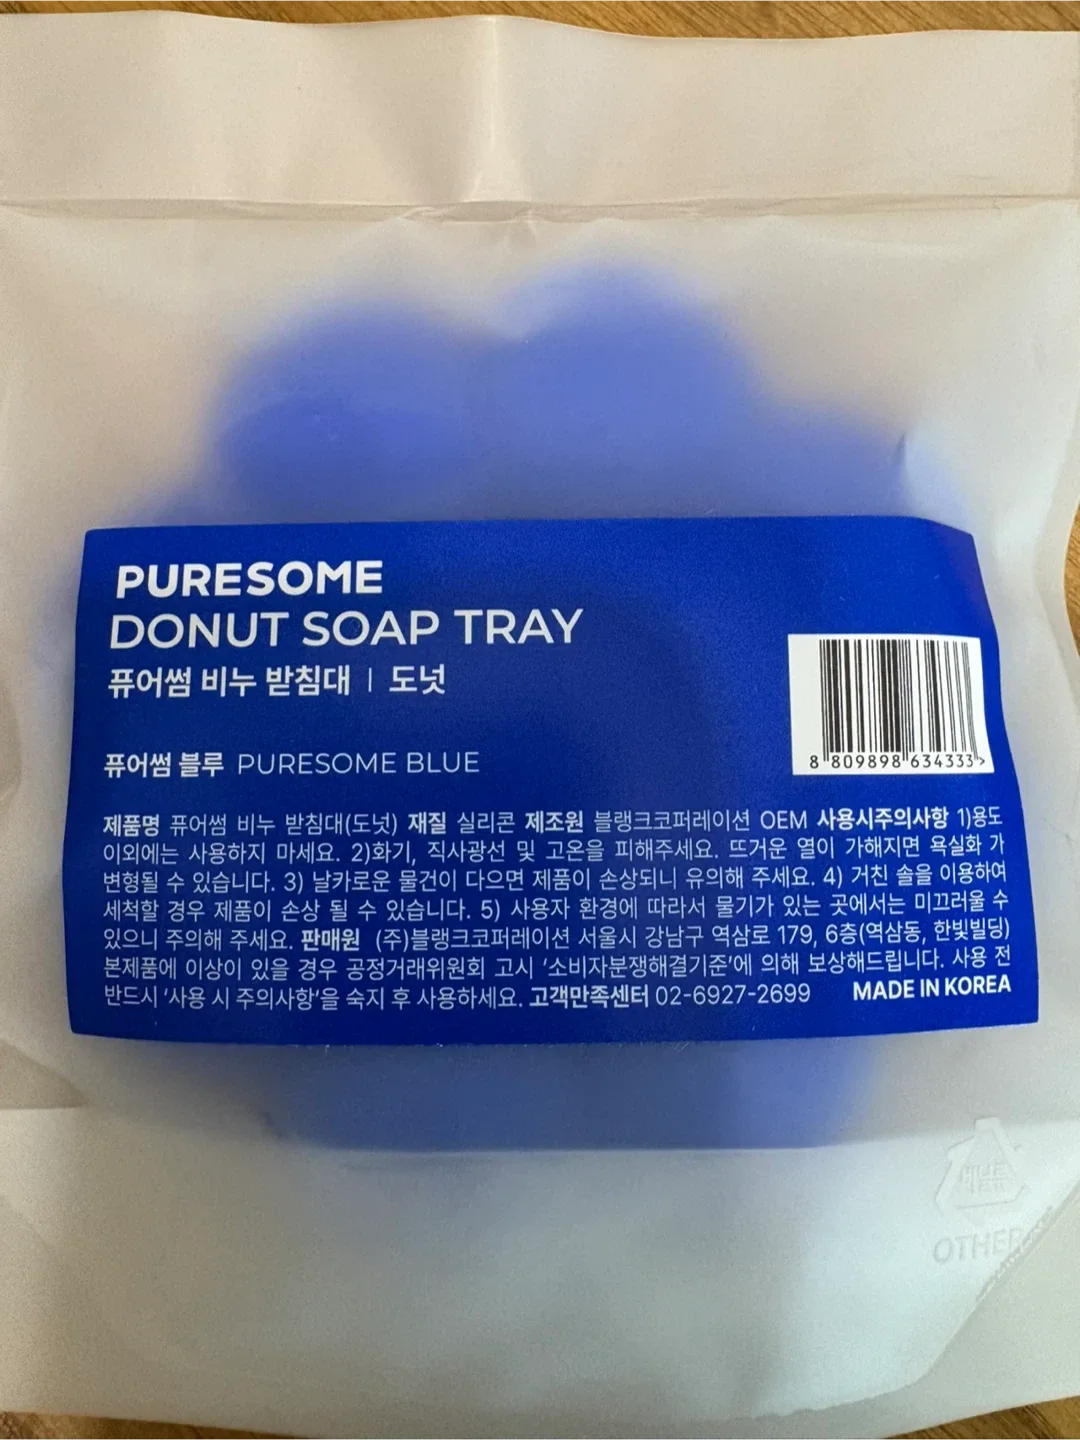 PURESOME
DONUT SOAP TRAY
퓨어썸 비누 받침대 | 도넛
퓨어썸 블루 PURESOME BLUE
8 809898 634333 >
제품명 퓨어썸 비누 받침대(도넛) 재질 실리콘 제조원 블랭크코퍼레이션 OEM 사용시주의사항 1)용도
이외에는 사용하지 마세요. 2)화기, 직사광선 및 고온을 피해주세요. 뜨거운 열이 가해지면 욕실화 가
변형될 수 있습니다. 3) 날카로운 물건이 다으면 제품이 손상되니 유의해 주세요. 4) 거친 솔을 이용하여
세척할 경우 제품이 손상 될 수 있습니다. 5) 사용자 환경에 따라서 물기가 있는 곳에서는 미끄러울 수
있으니 주의해 주세요. 판매원 (주)블랭크코퍼레이션 서울시 강남구 역삼로 179, 6층(역삼동, 한빛빌딩)
본제품에 이상이 있을 경우 공정거래위원회 고시 '소비자분쟁해결기준'에 의해 보상해드립니다. 사용 전
반드시 '사용 시 주의사항'을 숙지 후 사용하세요. 고객만족센터 02-6927-2699 MADE IN KOREA
비닐류
OTHER